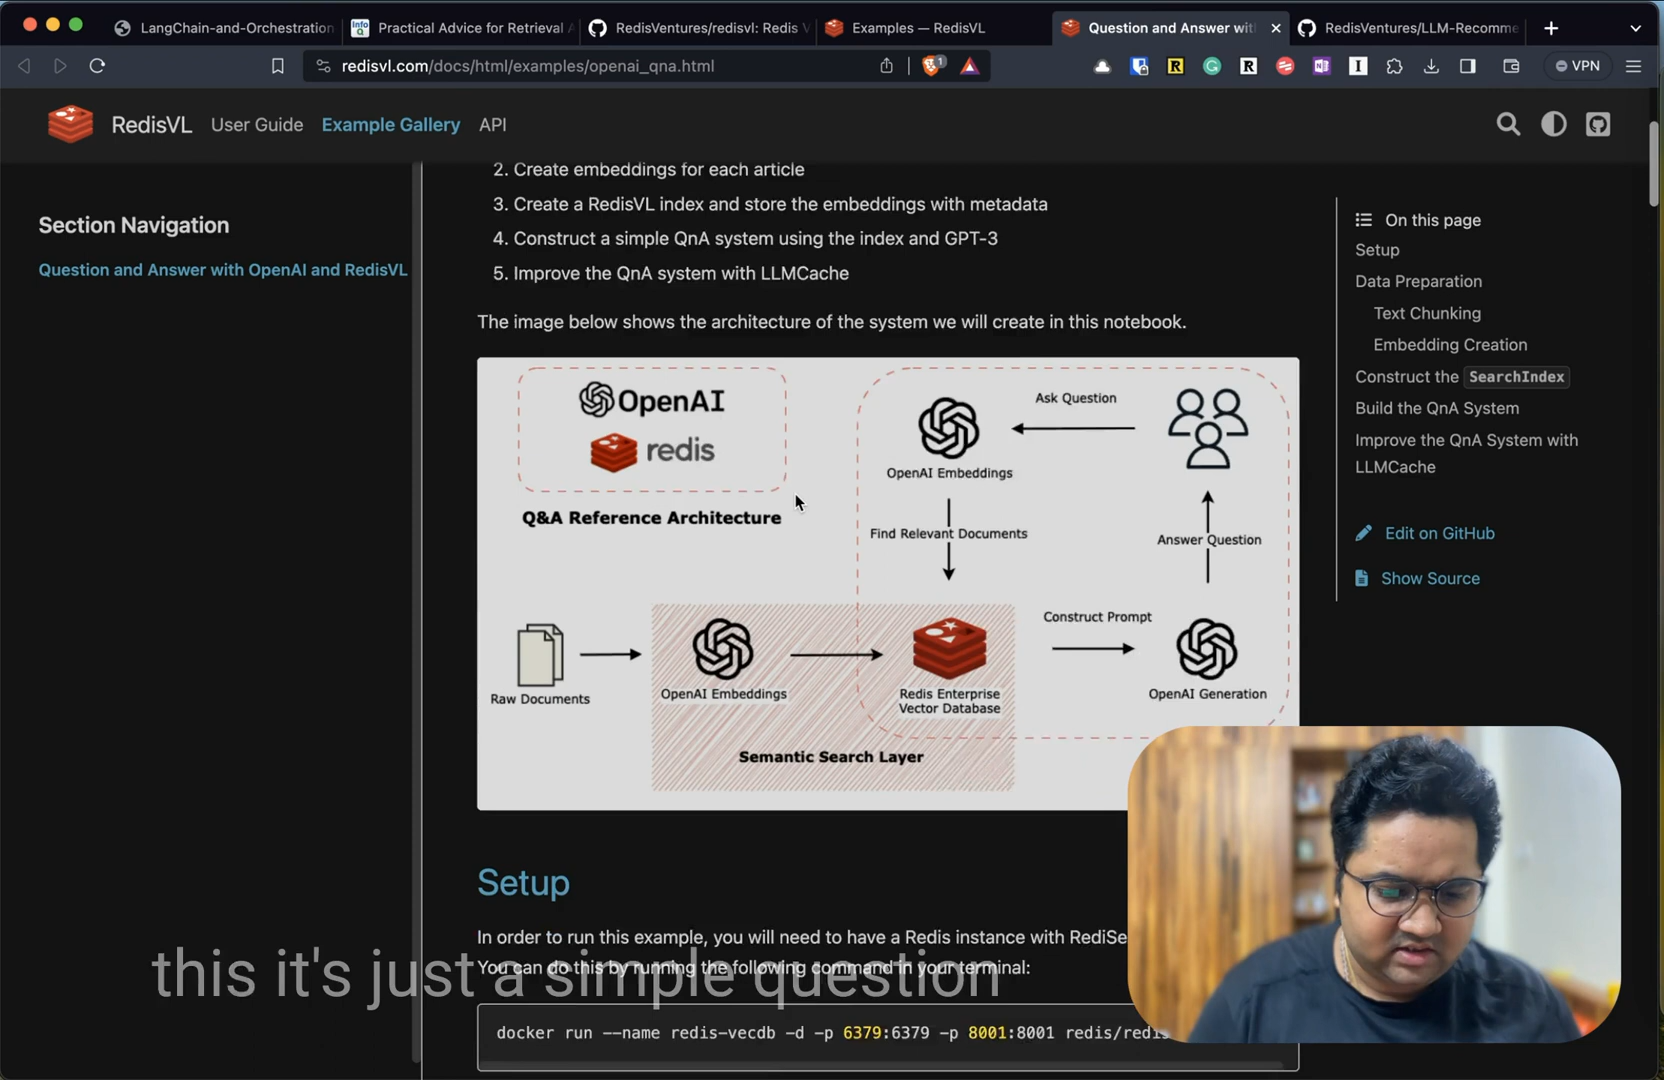 LangChain-and-Orchestration
Info Q
Practical Advice for Retrieval
RedisVentures/redisvl: Redis V
Examples — RedisVL
Question and Answer wit
RedisVentures/LLM-Recomme
redisvl.com/docs/html/examples/openai_qna.html
1
VPN
RedisVL
User Guide
Example Gallery
API
Section Navigation
Question and Answer with OpenAI and RedisVL
2. Create embeddings for each article
3. Create a RedisVL index and store the embeddings with metadata
4. Construct a simple QnA system using the index and GPT-3
5. Improve the QnA system with LLMCache
The image below shows the architecture of the system we will create in this notebook.
OpenAI
redis
Q&A Reference Architecture
Ask Question
OpenAI Embeddings
Find Relevant Documents
Answer Question
Raw Documents
OpenAI Embeddings
Redis Enterprise
Vector Database
Construct Prompt
OpenAI Generation
Semantic Search Layer
Setup
In order to run this example, you will need to have a Redis instance with RediSe
You can do this by running the following command in your terminal:
docker run --name redis-vecdb -d -p 6379:6379 -p 8001:8001 redis/redis
On this page
Setup
Data Preparation
Text Chunking
Embedding Creation
Construct the SearchIndex
Build the QnA System
Improve the QnA System with
LLMCache
Edit on GitHub
Show Source
this it's just a simple question